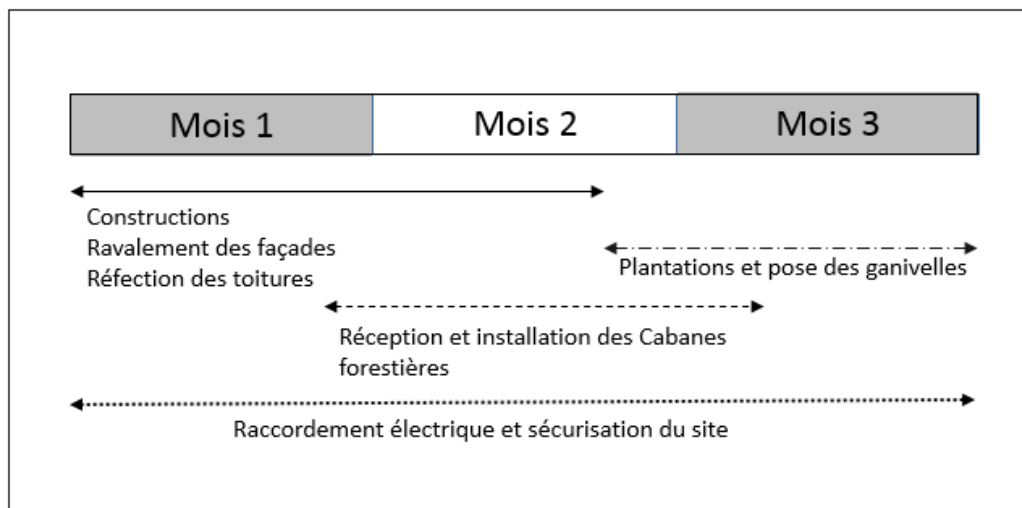 Mois 1
Mois 2
Mois 3
Constructions
Ravalement des façades
Réfection des toitures
Plantations et pose des ganivelles
Réception et installation des Cabanes
forestières
Raccordement électrique et sécurisation du site